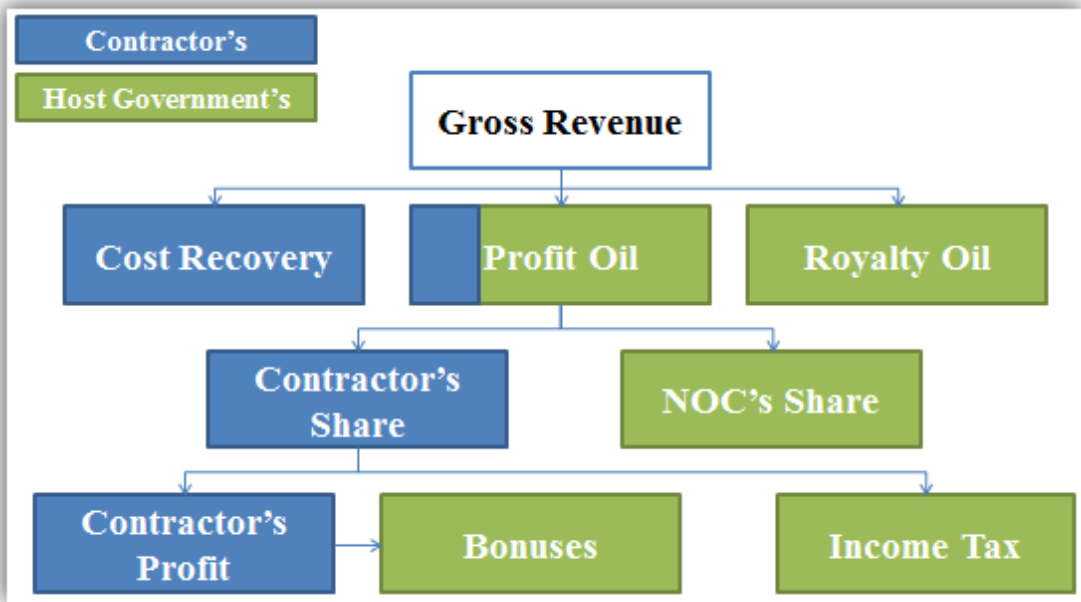 Contractor’s
Host Government’s
Gross Revenue
Cost Recovery
Profit Oil
Royalty Oil
Contractor’s
Share
NOC’s Share
Contractor’s
Profit
Bonuses
Income Tax